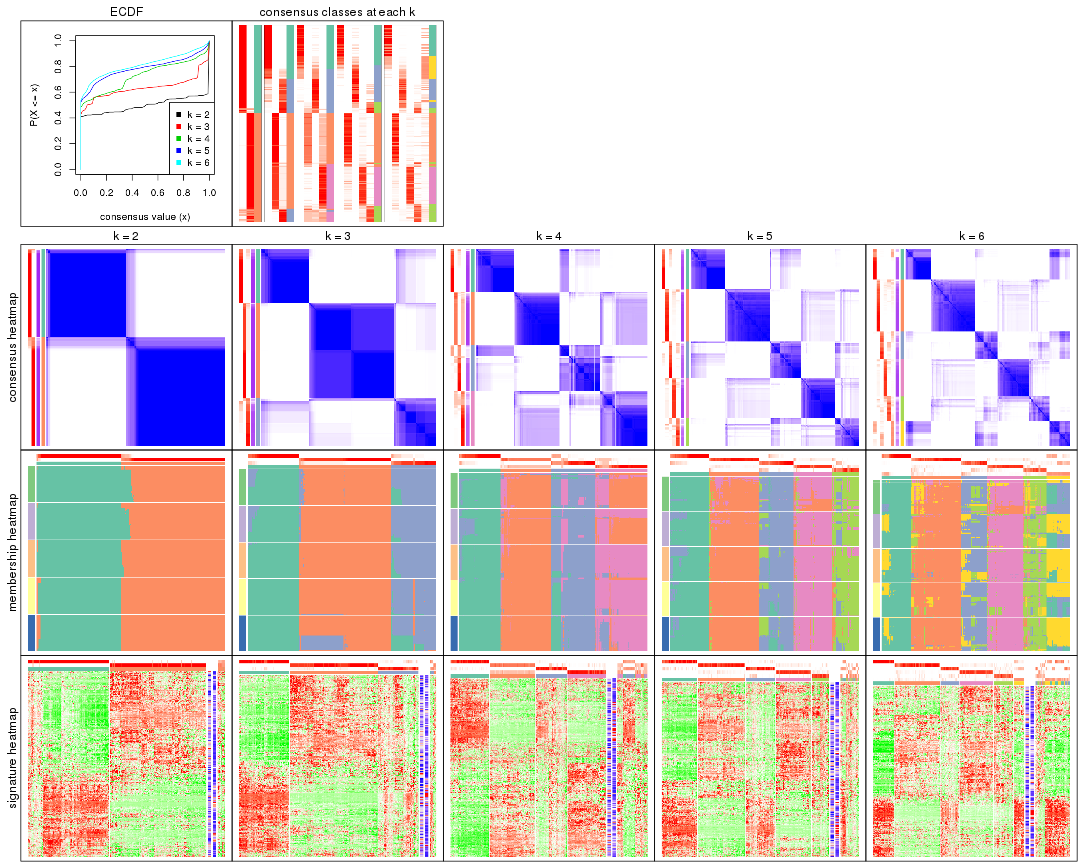 ECDF
consensus classes at each k
P(X <= x)
0.0 0.2 0.4 0.6 0.8 1.0
k = 2
k = 3
k = 4
k = 5
k = 6
0.0 0.2 0.4 0.6 0.8 1.0
consensus value (x)
k = 2 k = 3 k = 4 k = 5 k = 6
consensus heatmap
membership heatmap
signature heatmap